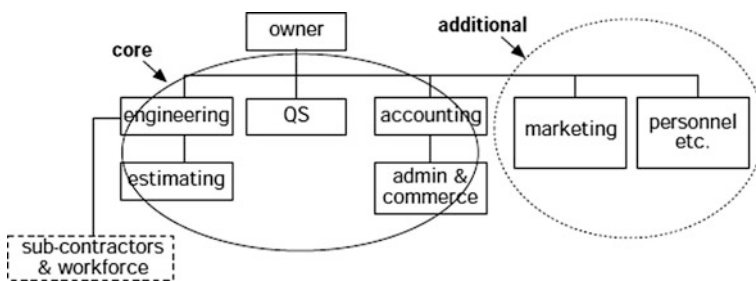 owner
additional
core
engineering
QS
accounting
marketing
personnel
etc.
estimating
admin &
commerce
sub-contractors
& workforce